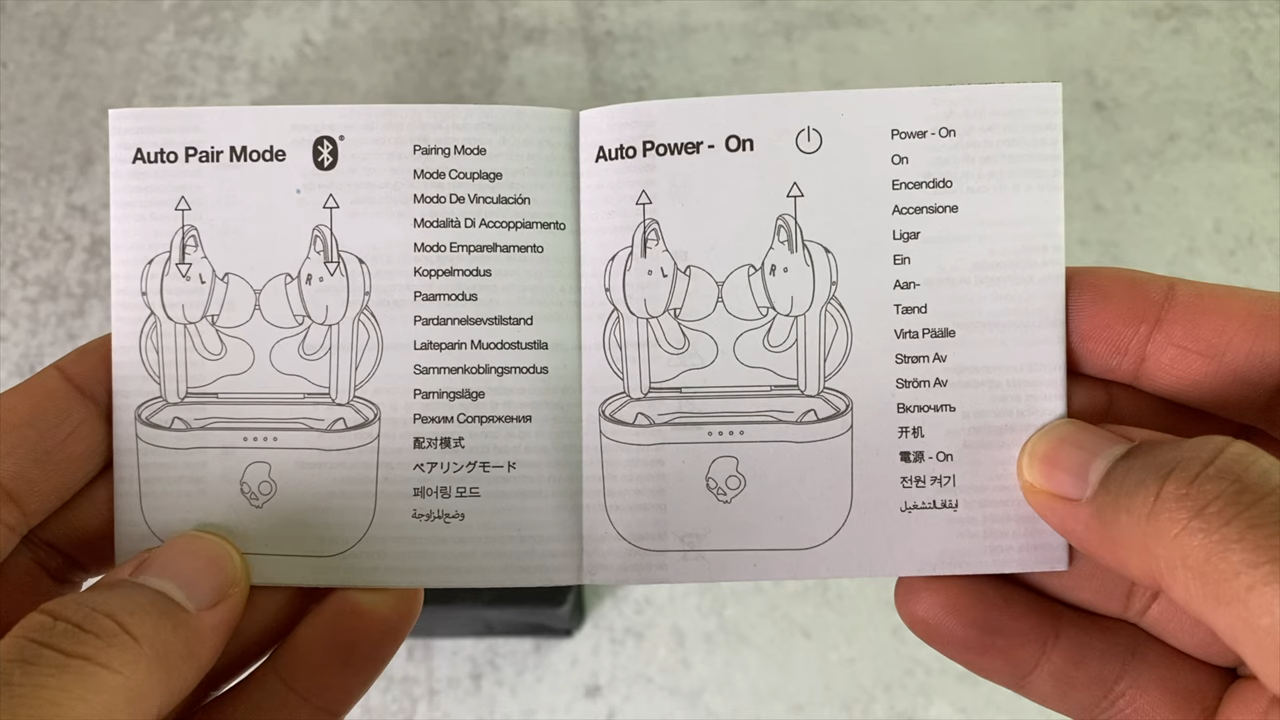 Auto Pair Mode
L R
Pairing Mode
Mode Couplage
Modo De Vinculación
Modalità Di Accoppiamento
Modo Emparelhamento
Koppelmodus
Paarmodus
Pardannelsevstilstand
Laiteparin Muodostustila
Sammenkoblingsmodus
Parningsläge
Режим Сопряжения
配对模式
ペアリングモード
페어링 모드
وضع المزاوجة
Auto Power - On
L R
Power - On
On
Encendido
Accensione
Ligar
Ein
Aan-
Tænd
Virta Päälle
Strøm Av
Ström Av
Включить
开机
電源 - On
전원 켜기
إيقاف التشغيل